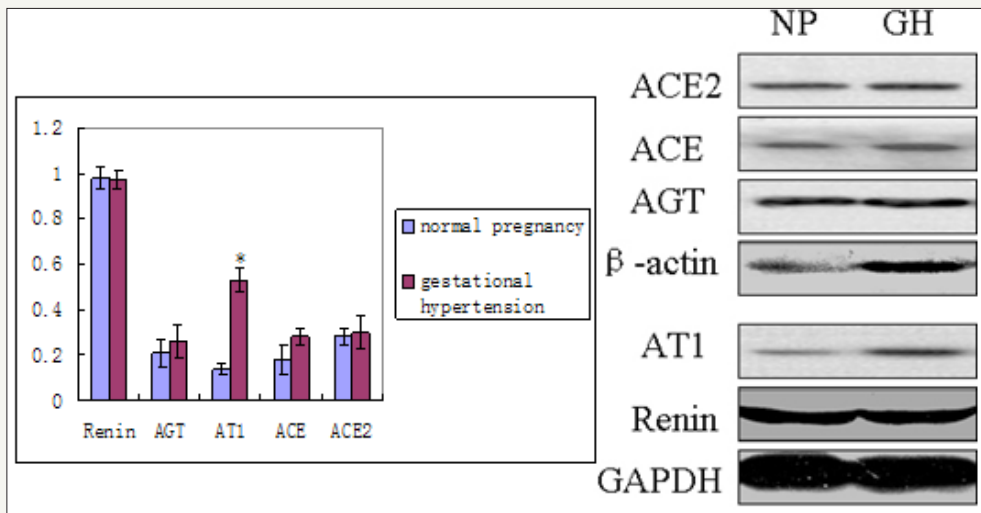 1.2
1
0.8
0.6
0.4
0.2
0
*
Renin AGT AT1 ACE ACE2
normal pregnancy
gestational
hypertension
NP GH
ACE2
ACE
AGT
β-actin
AT1
Renin
GAPDH